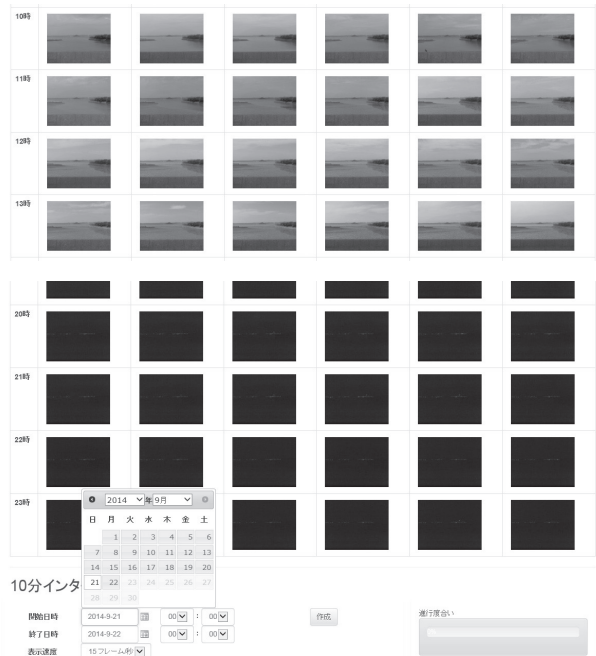 10時
11時
12時
13時
20時
21時
22時
23時
2014 年 9月
日 月 火 水 木 金 土
1 2 3 4 5 6
7 8 9 10 11 12 13
14 15 16 17 18 19 20
21 22 23 24 25 26 27
28 29 30
10分インタ
開始日時 2014-9-21 00 : 00 作成
終了日時 2014-9-22 00 : 00
表示速度 15フレーム/秒
進行度合い